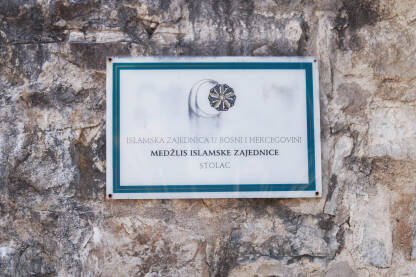 ISLAMSKA ZAJEDNICA U BOSNI I HERCEGOVINI
MEDŽLIS ISLAMSKE ZAJEDNICE
STOLAC